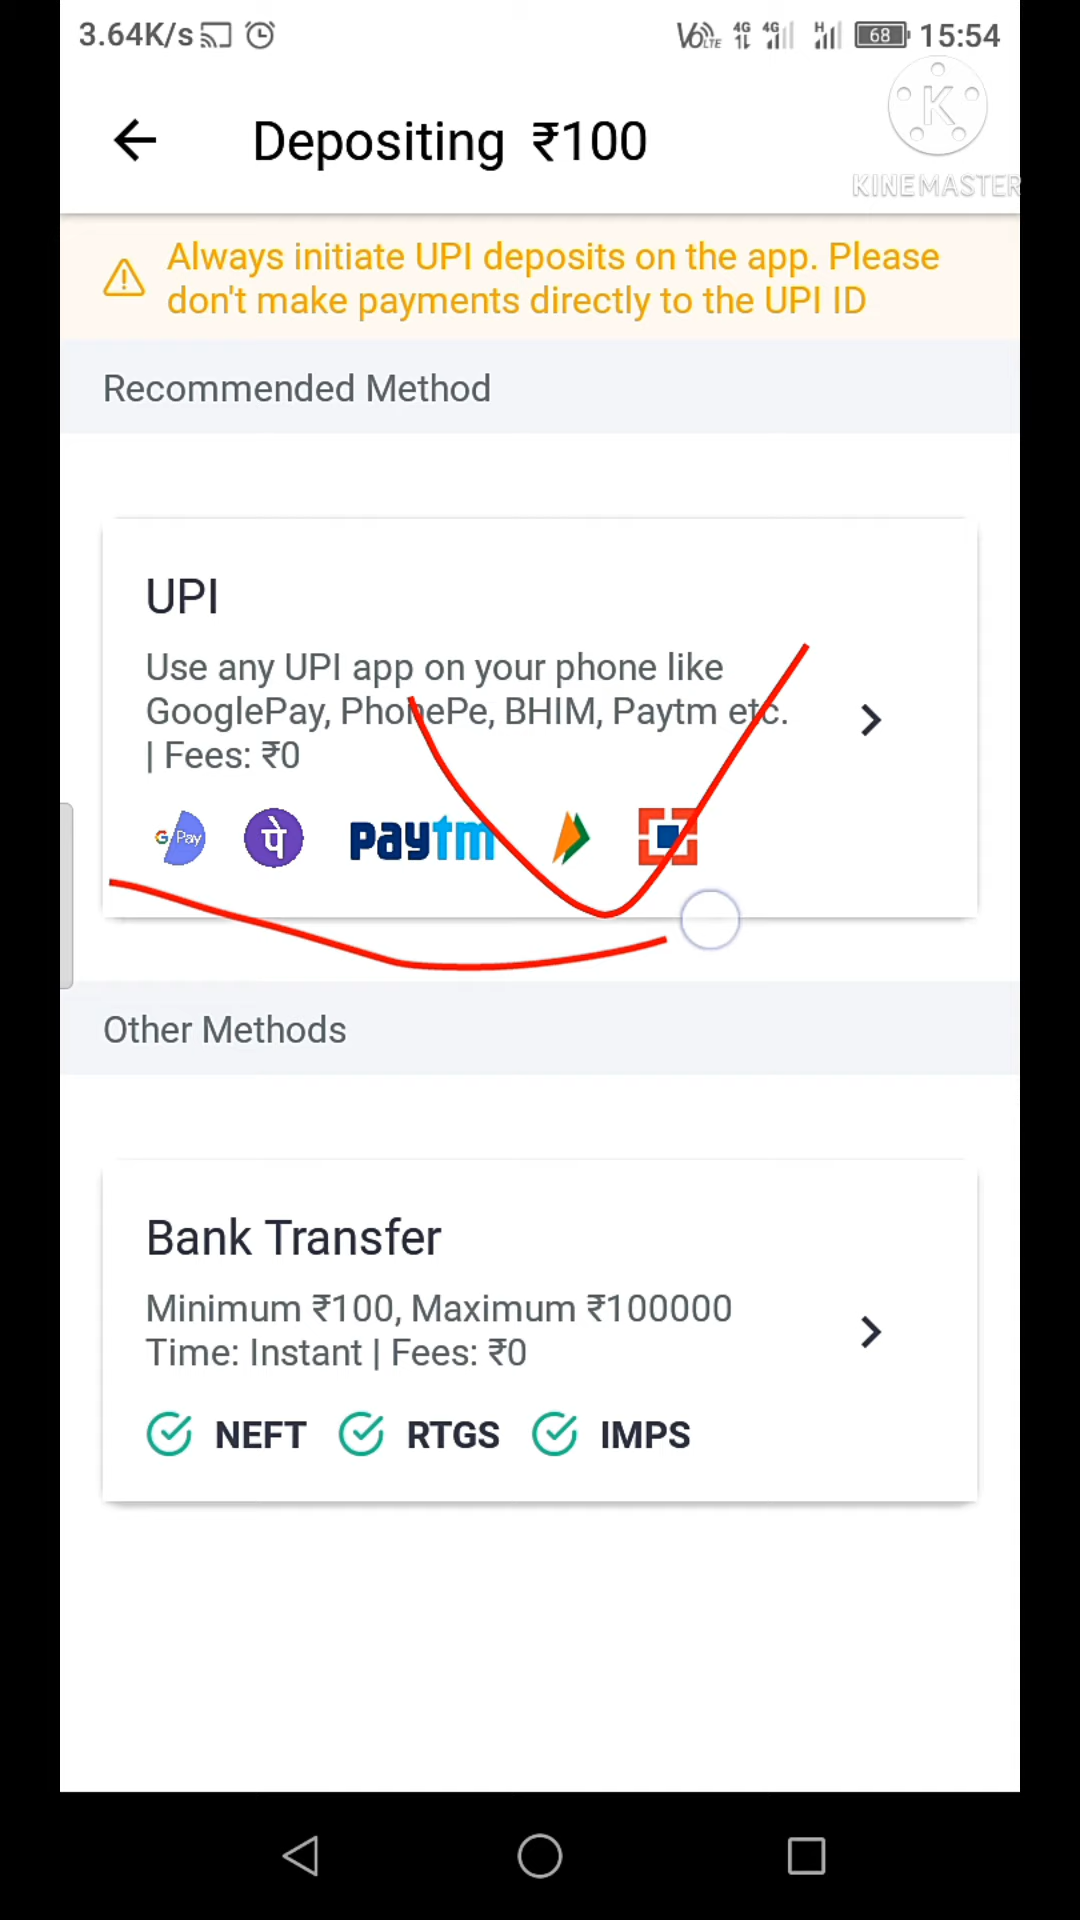 3.64K/s VoLTE 4G 4G H 68 15:54
Depositing ₹100
K
KINEMASTER
Always initiate UPI deposits on the app. Please
don't make payments directly to the UPI ID
Recommended Method
UPI
Use any UPI app on your phone like
GooglePay, PhonePe, BHIM, Paytm etc.
| Fees: ₹0
G Pay पे paytm
Other Methods
Bank Transfer
Minimum ₹100, Maximum ₹100000
Time: Instant | Fees: ₹0
NEFT RTGS IMPS